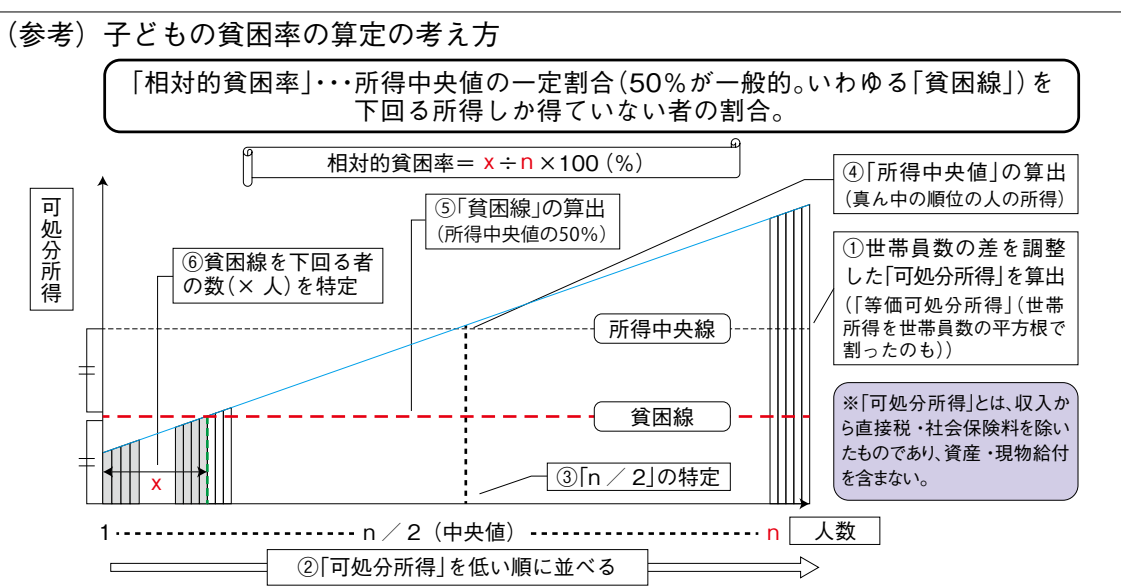 （参考）子どもの貧困率の算定の考え方
「相対的貧困率」･･･所得中央値の一定割合（50％が一般的。いわゆる「貧困線」）を
下回る所得しか得ていない者の割合。
相対的貧困率＝ x ÷ n ×100（％）
④「所得中央値」の算出
（真ん中の順位の人の所得）
可処分所得
⑤「貧困線」の算出
（所得中央値の50％）
①世帯員数の差を調整
した「可処分所得」を算出
（「等価可処分所得」（世帯
所得を世帯員数の平方根で
割ったのも））
⑥貧困線を下回る者
の数（× 人）を特定
所得中央線
貧困線
※「可処分所得」とは、収入か
ら直接税・社会保険料を除い
たものであり、資産・現物給付
を含まない。
x
③「n ／ 2」の特定
1 n ／ 2（中央値） n 人数
②「可処分所得」を低い順に並べる